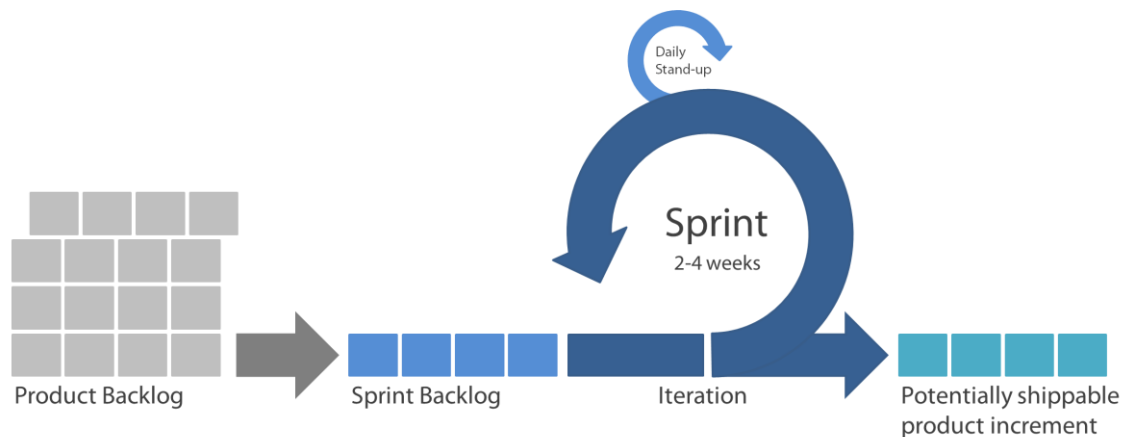 Daily
Stand-up
Sprint
2-4 weeks
Product Backlog
Sprint Backlog
Iteration
Potentially shippable
product increment